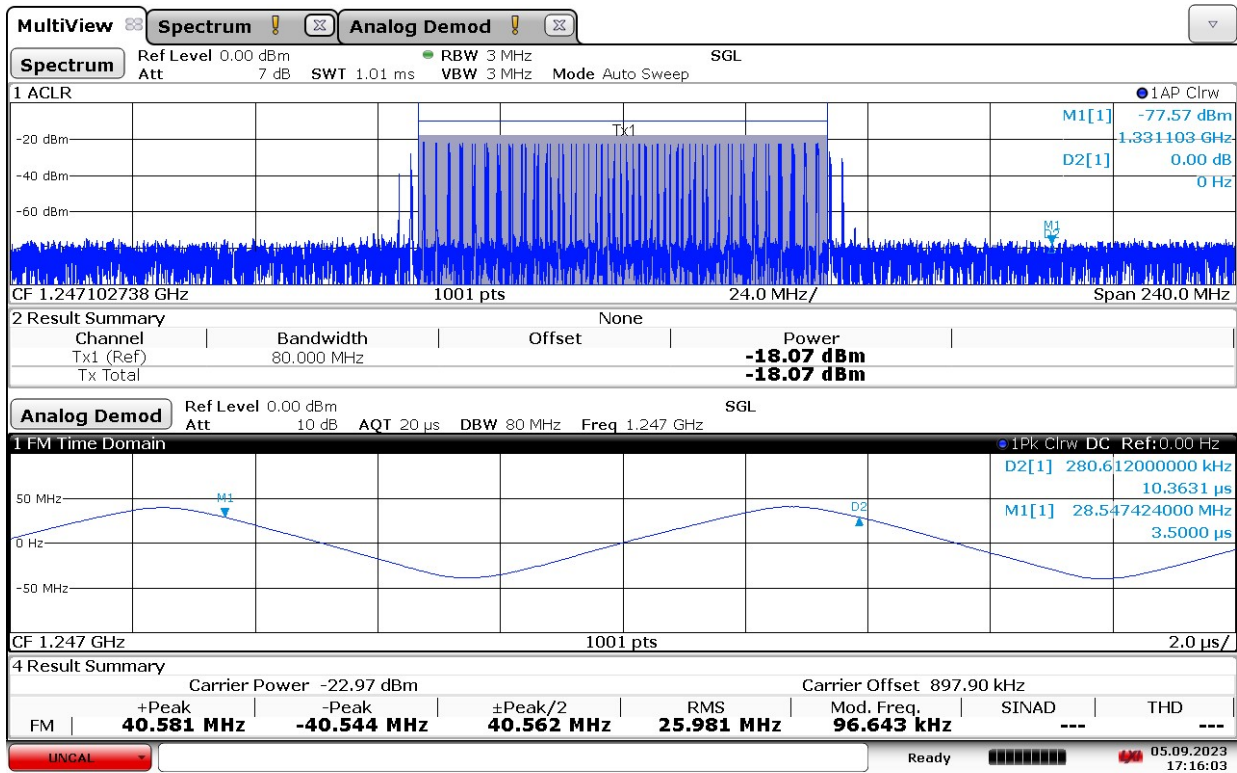 MultiView Spectrum ! Analog Demod !
Spectrum Ref Level 0.00 dBm RBW 3 MHz SGL
Att 7 dB SWT 1.01 ms VBW 3 MHz Mode Auto Sweep
1 ACLR 1AP Clrw
M1[1] -77.57 dBm
1.331103 GHz
D2[1] 0.00 dB
0 Hz
Tx1
-20 dBm
-40 dBm
-60 dBm
M1
CF 1.247102738 GHz 1001 pts 24.0 MHz/ Span 240.0 MHz
2 Result Summary None
Channel Bandwidth Offset Power
Tx1 (Ref) 80.000 MHz -18.07 dBm
Tx Total -18.07 dBm
Analog Demod Ref Level 0.00 dBm SGL
Att 10 dB AQT 20 µs DBW 80 MHz Freq 1.247 GHz
1 FM Time Domain 1Pk Clrw DC Ref:0.00 Hz
D2[1] 280.612000000 kHz
10.3631 µs
M1[1] 28.547424000 MHz
3.5000 µs
50 MHz
M1
D2
0 Hz
-50 MHz
CF 1.247 GHz 1001 pts 2.0 µs/
4 Result Summary
Carrier Power -22.97 dBm Carrier Offset 897.90 kHz
+Peak -Peak ±Peak/2 RMS Mod. Freq. SINAD THD
FM 40.581 MHz -40.544 MHz 40.562 MHz 25.981 MHz 96.643 kHz --- ---
UNCAL Ready 05.09.2023
17:16:03